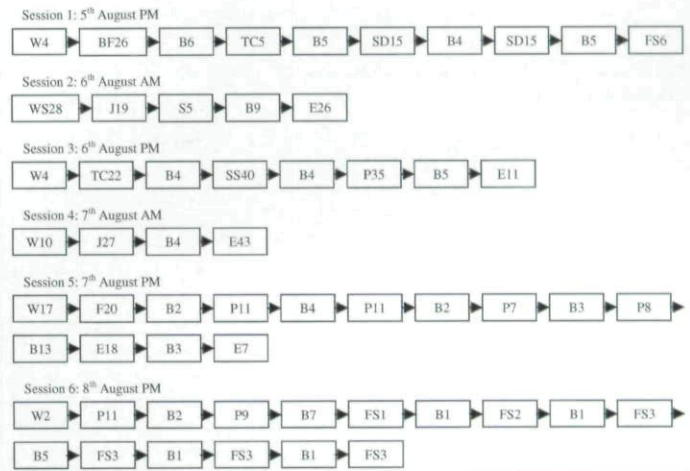 Session 1: 5th August PM
W4 BF26 B6 TC5 B5 SD15 B4 SD15 B5 FS6
Session 2: 6th August AM
WS28 J19 S5 B9 E26
Session 3: 6th August PM
W4 TC22 B4 SS40 B4 P35 B5 E11
Session 4: 7th August AM
W10 J27 B4 E43
Session 5: 7th August PM
W17 F20 B2 P11 B4 P11 B2 P7 B3 P8
B13 E18 B3 E7
Session 6: 8th August PM
W2 P11 B2 P9 B7 FS1 B1 FS2 B1 FS3
B5 FS3 B1 FS3 B1 FS3